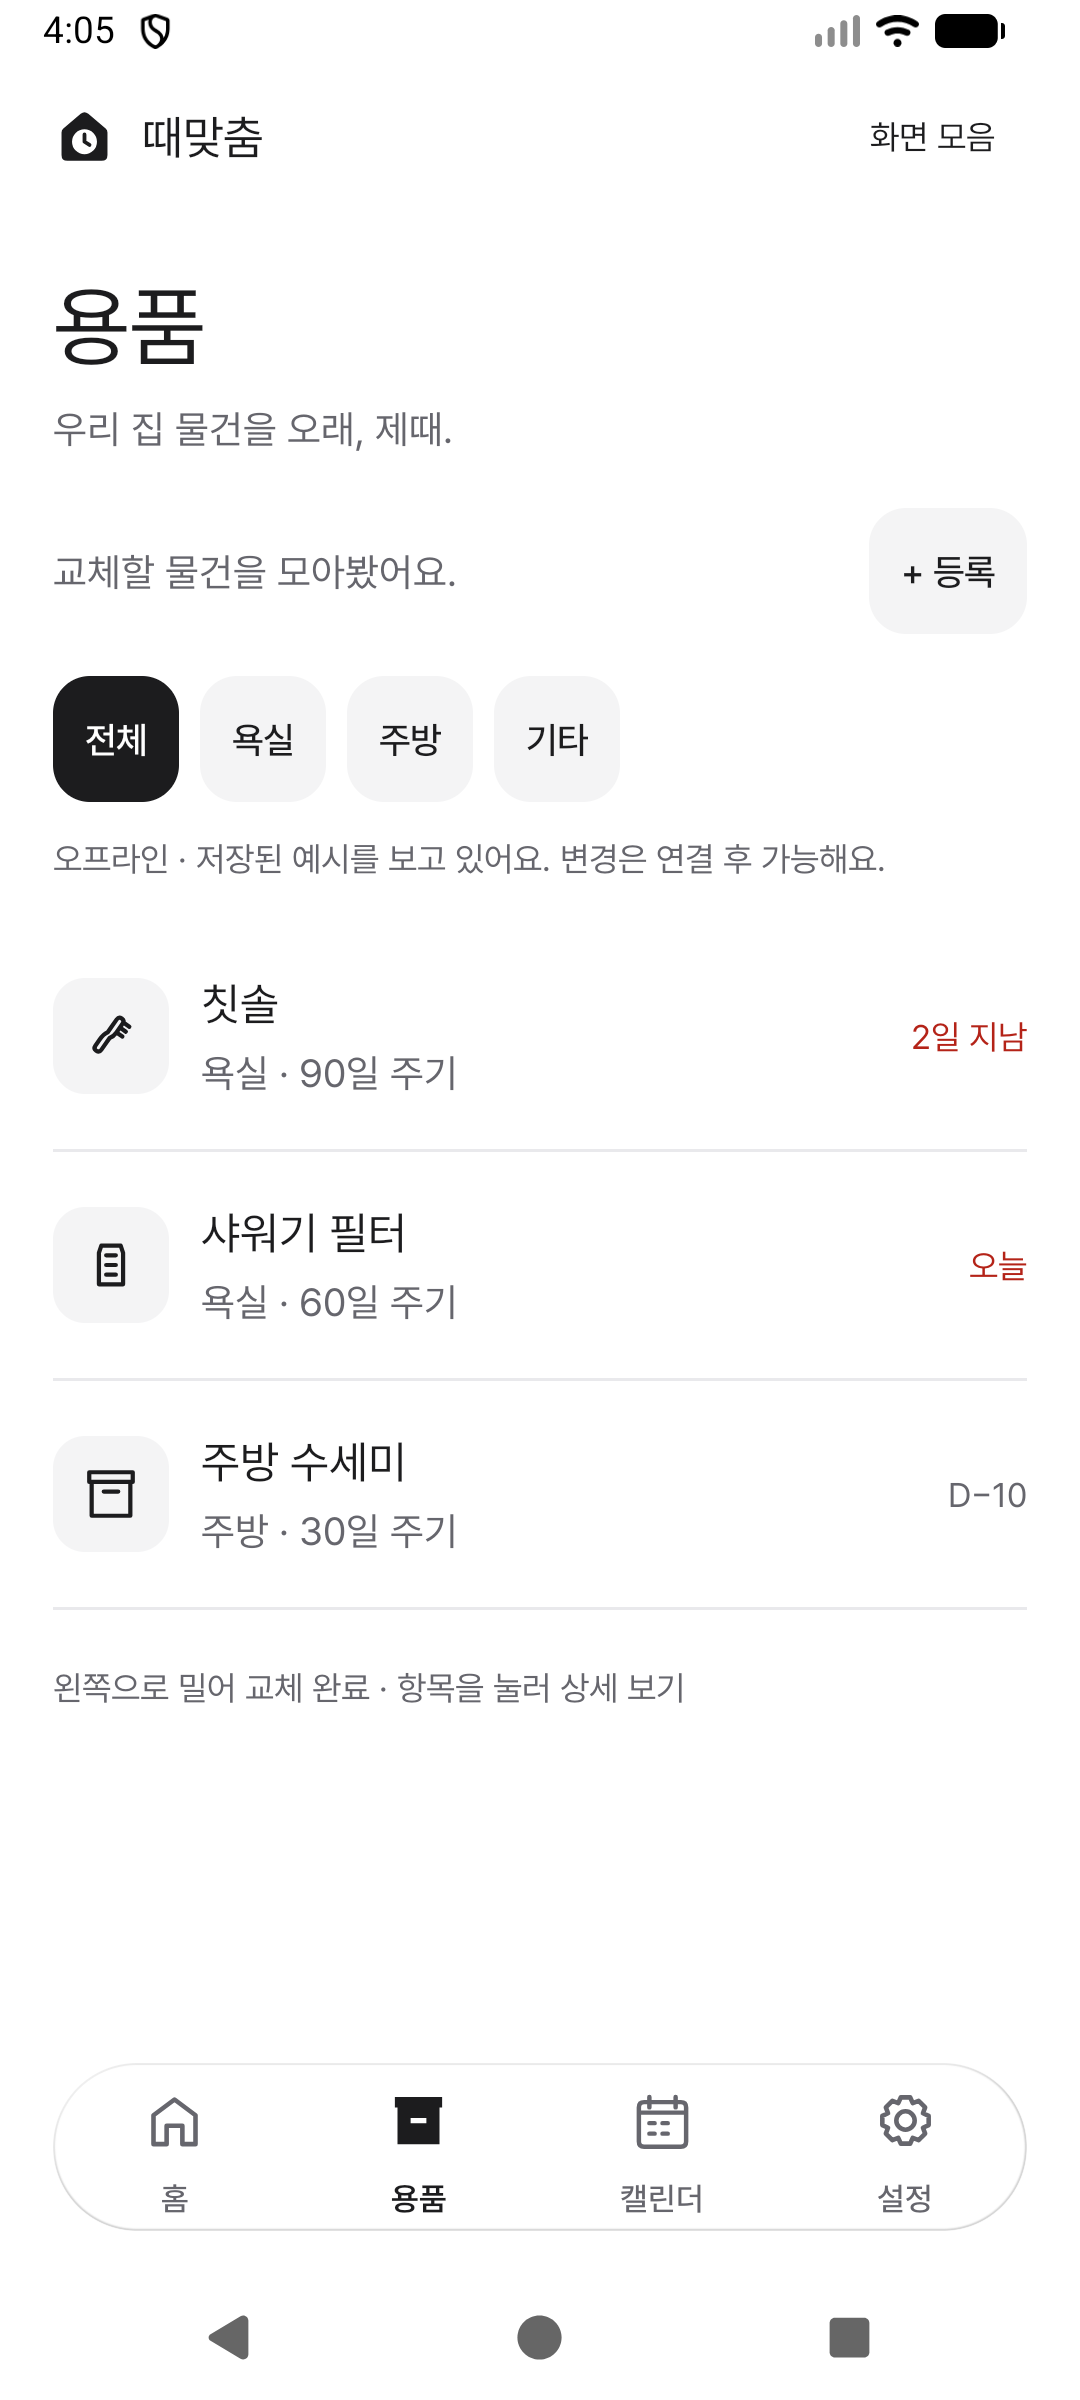 4:05
때맞춤
화면 모음
용품
우리 집 물건을 오래, 제때.
교체할 물건을 모아봤어요.
+ 등록
전체
욕실
주방
기타
오프라인 · 저장된 예시를 보고 있어요. 변경은 연결 후 가능해요.
칫솔
욕실 · 90일 주기
2일 지남
샤워기 필터
욕실 · 60일 주기
오늘
주방 수세미
주방 · 30일 주기
D−10
왼쪽으로 밀어 교체 완료 · 항목을 눌러 상세 보기
홈
용품
캘린더
설정